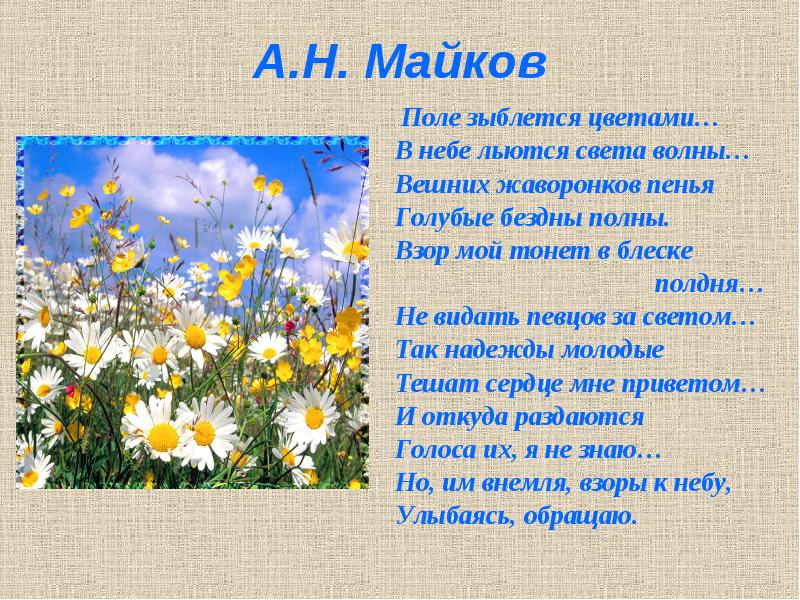 А.Н. Майков
Поле зыблется цветами…
В небе льются света волны…
Вешних жаворонков пенья
Голубые бездны полны.
Взор мой тонет в блеске
полдня…
Не видать певцов за светом…
Так надежды молодые
Тешат сердце мне приветом…
И откуда раздаются
Голоса их, я не знаю…
Но, им внемля, взоры к небу,
Улыбаясь, обращаю.